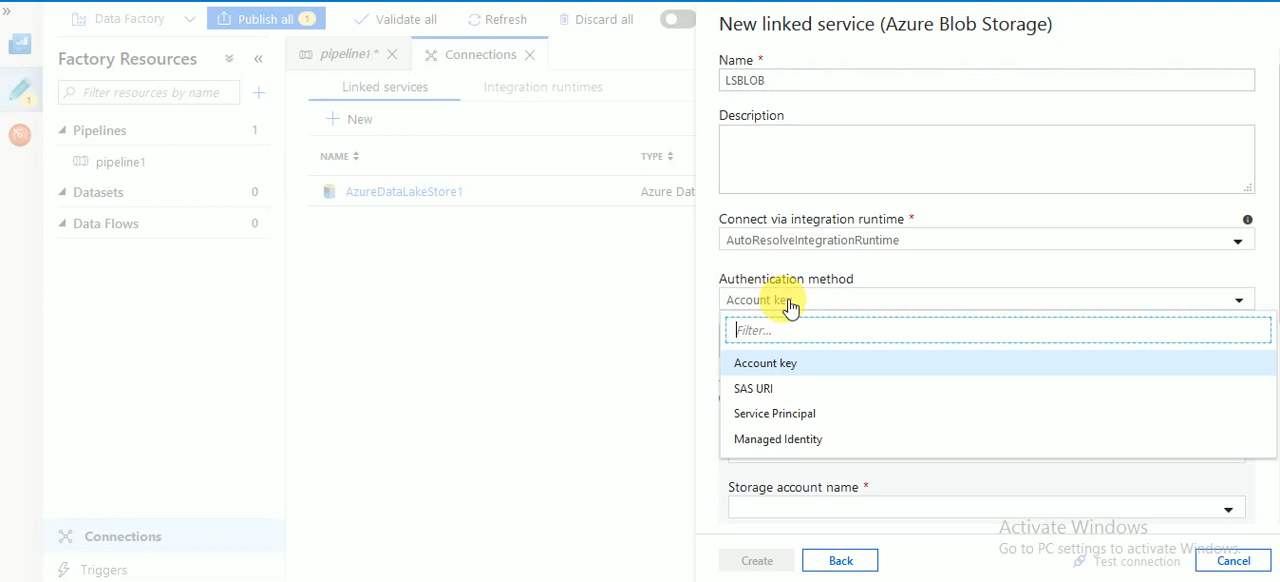 »
Data Factory
Publish all 1
Validate all
Refresh
Discard all
1
Factory Resources
Filter resources by name
Pipelines 1
pipeline1
Datasets 0
Data Flows 0
Connections
Triggers
pipeline1 *
Connections
Linked services
Integration runtimes
+ New
NAME
TYPE
AzureDataLakeStore1
Azure Dat
New linked service (Azure Blob Storage)
Name *
LSBLOB
Description
Connect via integration runtime *
AutoResolveIntegrationRuntime
Authentication method
Account key
Filter...
Account key
SAS URI
Service Principal
Managed Identity
Storage account name *
Activate Windows
Go to PC settings to activate Windows.
Create
Back
Test connection
Cancel